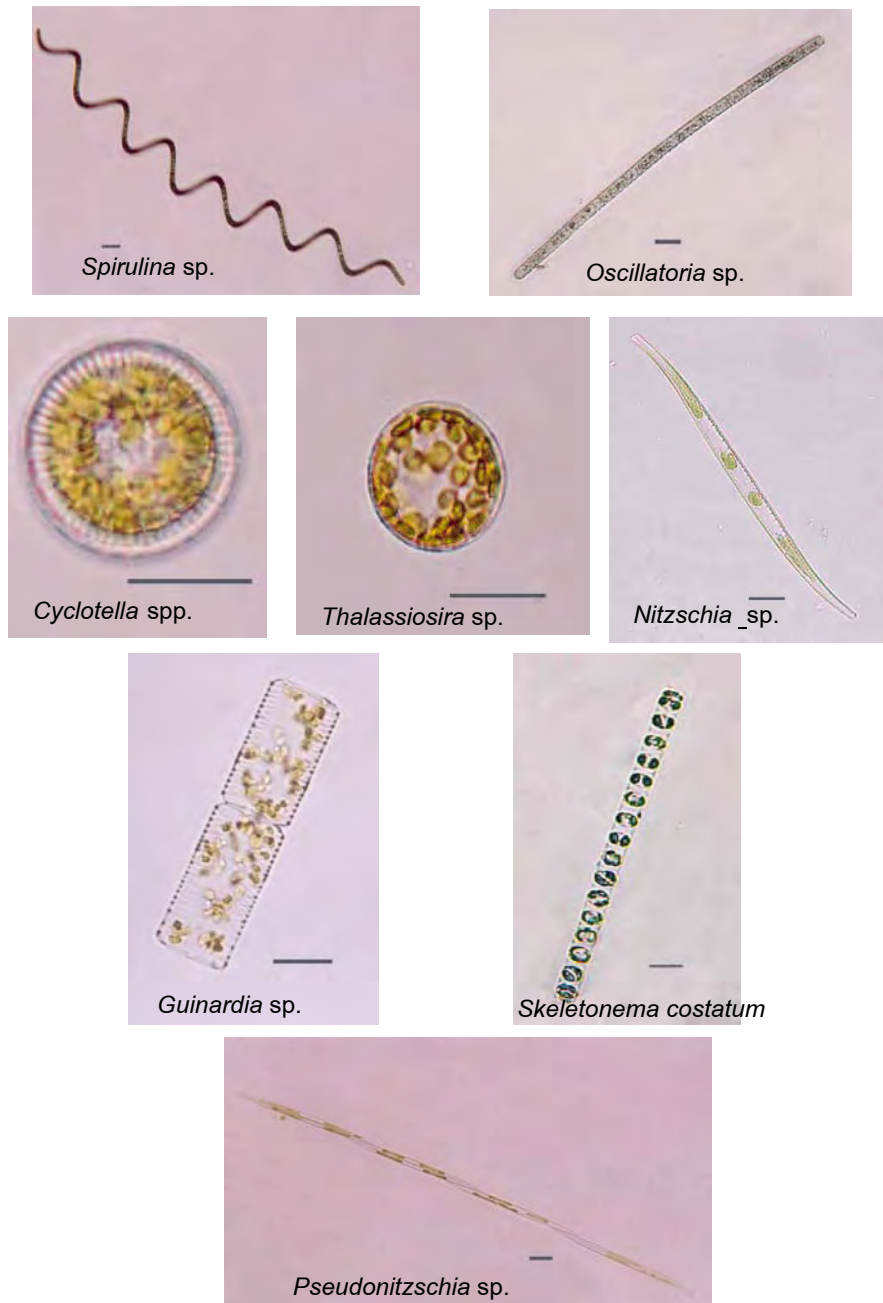 Spirulina sp.
Oscillatoria sp.
Cyclotella spp.
Thalassiosira sp.
Nitzschia _sp.
Guinardia sp.
Skeletonema costatum
Pseudonitzschia sp.